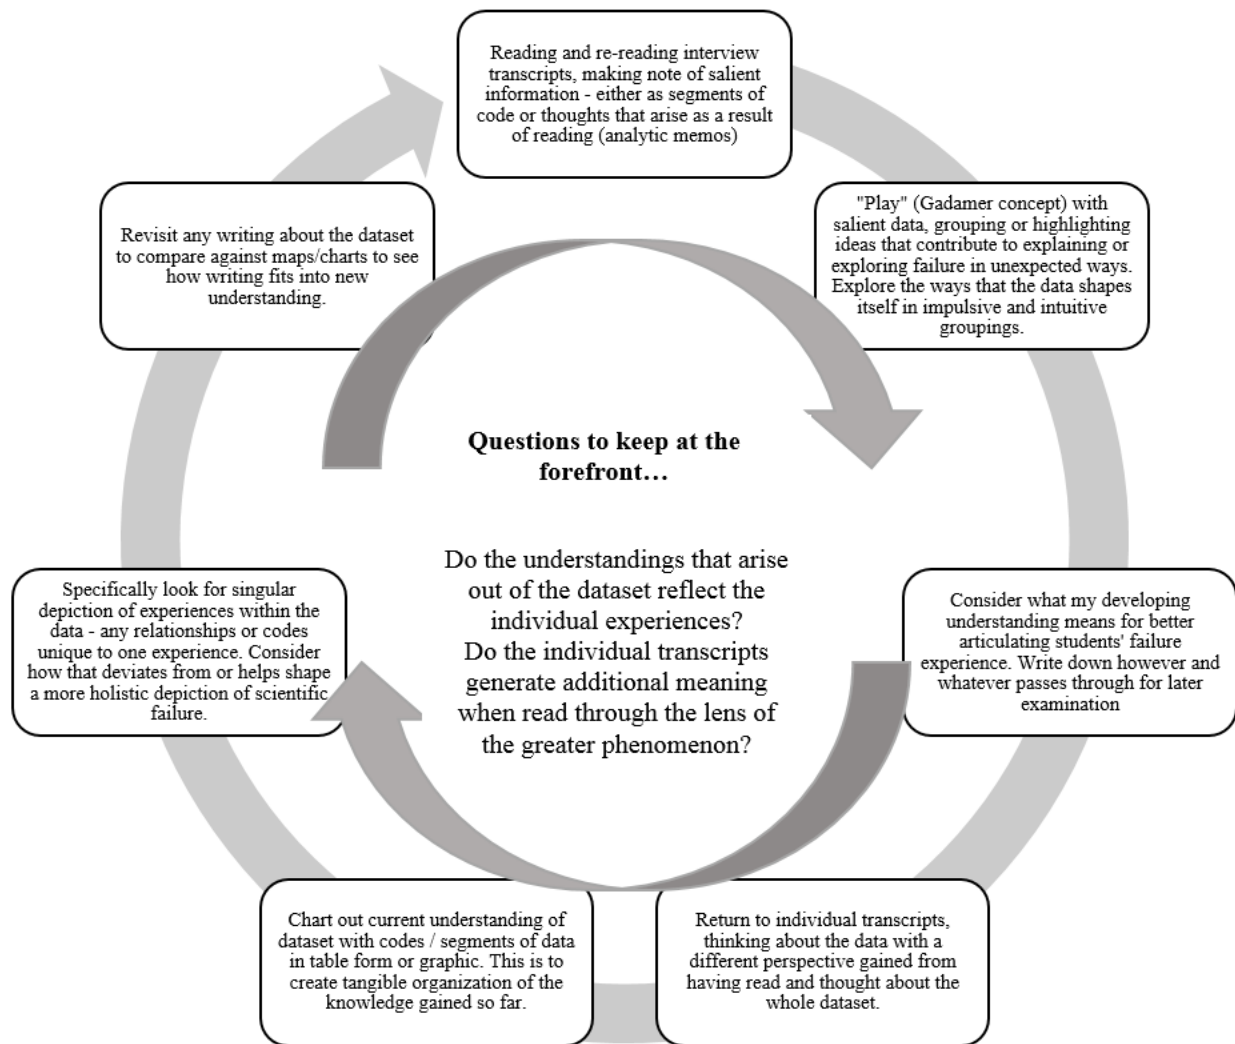 Reading and re-reading interview
transcripts, making note of salient
information - either as segments of
code or thoughts that arise as a result
of reading (analytic memos)
"Play" (Gadamer concept) with
salient data, grouping or highlighting
ideas that contribute to explaining or
exploring failure in unexpected ways.
Explore the ways that the data shapes
itself in impulsive and intuitive
groupings.
Consider what my developing
understanding means for better
articulating students' failure
experience. Write down however and
whatever passes through for later
examination
Return to individual transcripts,
thinking about the data with a
different perspective gained from
having read and thought about the
whole dataset.
Chart out current understanding of
dataset with codes / segments of data
in table form or graphic. This is to
create tangible organization of the
knowledge gained so far.
Specifically look for singular
depiction of experiences within the
data - any relationships or codes
unique to one experience. Consider
how that deviates from or helps shape
a more holistic depiction of scientific
failure.
Revisit any writing about the dataset
to compare against maps/charts to see
how writing fits into new
understanding.
Questions to keep at the
forefront…
Do the understandings that arise
out of the dataset reflect the
individual experiences?
Do the individual transcripts
generate additional meaning
when read through the lens of
the greater phenomenon?